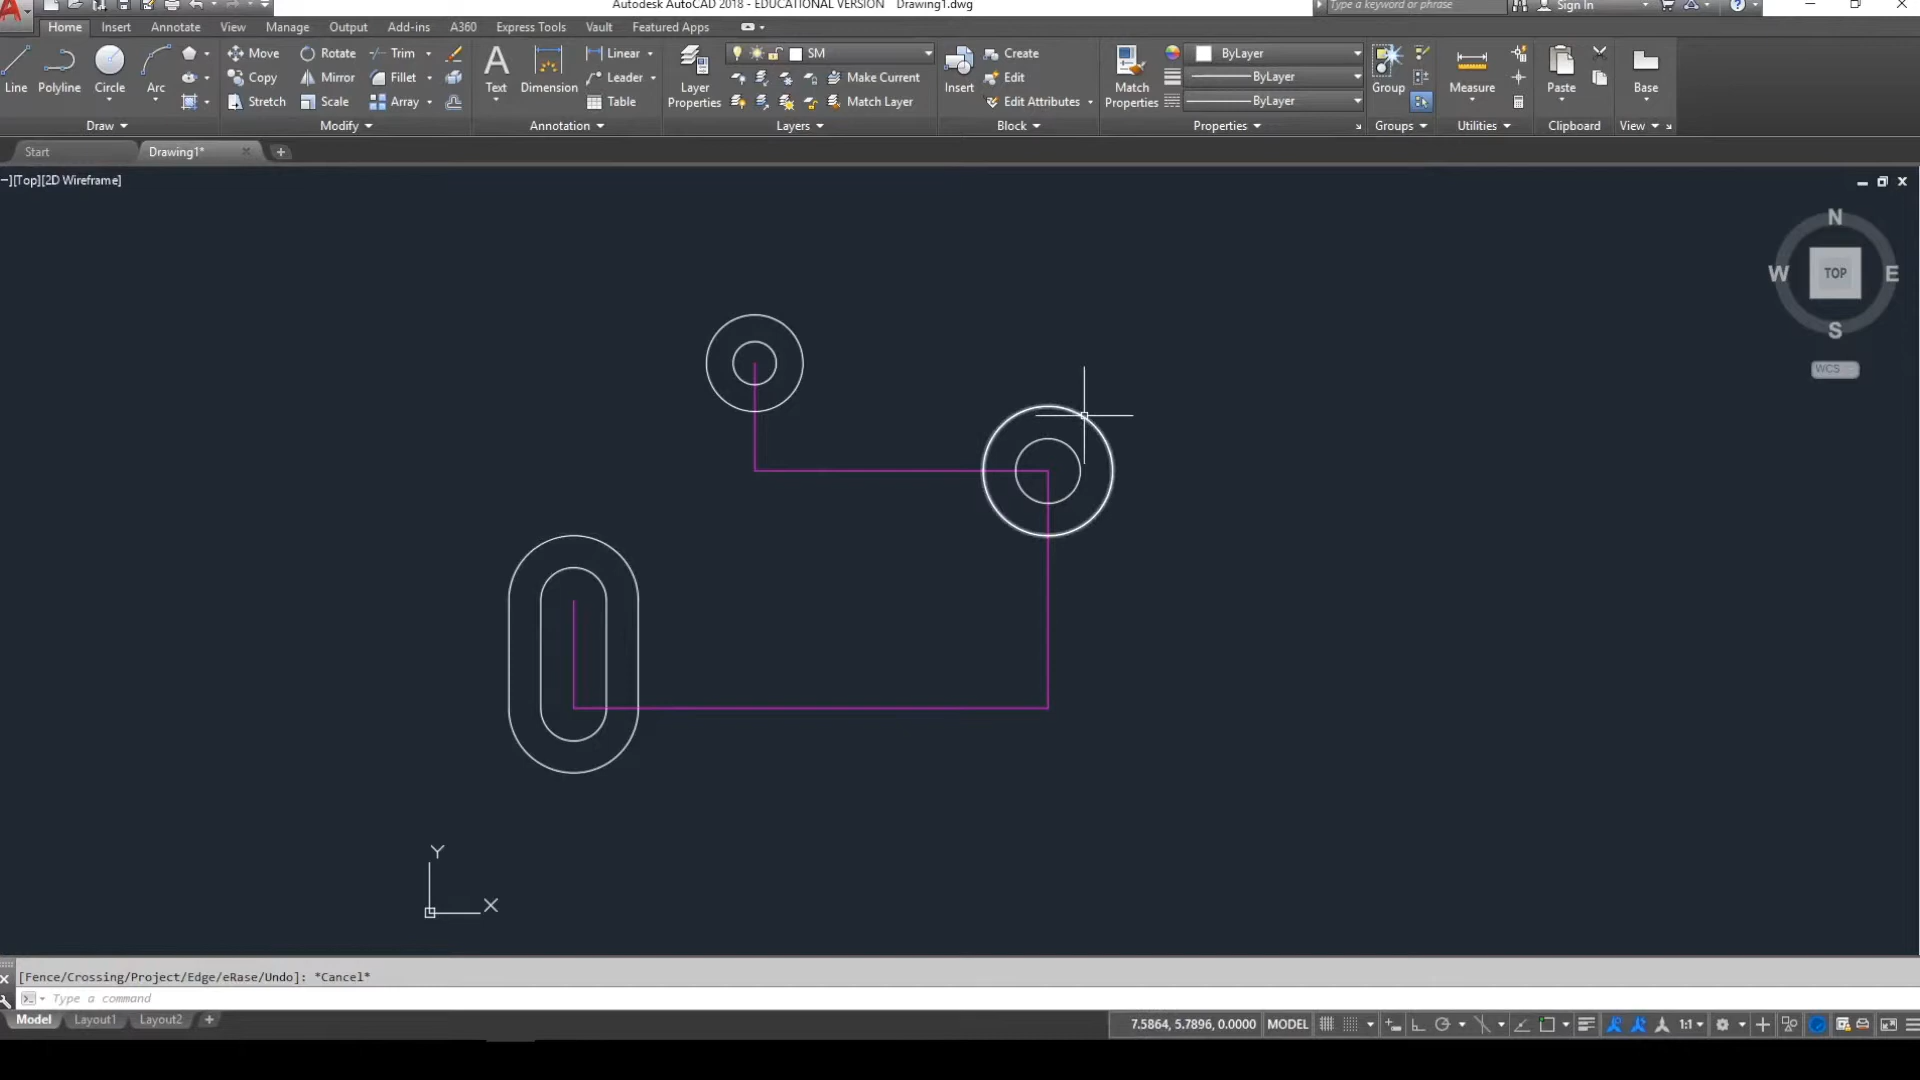 Autodesk AutoCAD 2018 - EDUCATIONAL VERSION Drawing1.dwg
Type a keyword or phrase
Sign In
Home Insert Annotate View Manage Output Add-ins A360 Express Tools Vault Featured Apps
Line Polyline Circle Arc
Draw
Move Rotate Trim
Copy Mirror Fillet
Stretch Scale Array
Modify
Text Dimension
Linear
Leader
Table
Annotation
Layer Properties
SM
Make Current
Match Layer
Layers
Insert
Create
Edit
Edit Attributes
Block
Match Properties
ByLayer
ByLayer
ByLayer
Properties
Group
Groups
Measure
Utilities
Paste
Clipboard
Base
View
Start Drawing1*
−][Top][2D Wireframe]
N
W TOP E
S
WCS
Y
X
[Fence/Crossing/Project/Edge/eRase/Undo]: *Cancel*
Type a command
Model Layout1 Layout2
7.5864, 5.7896, 0.0000 MODEL 1:1